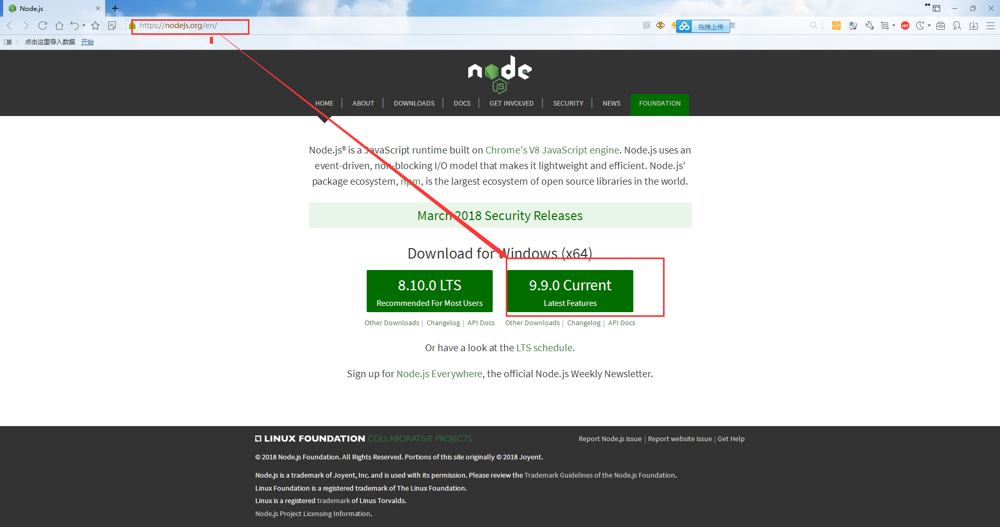 Node.js
https://nodejs.org/en/
拖拽上传
度
ABP
点击这里导入数据 开始
node
JS
HOME | ABOUT | DOWNLOADS | DOCS | GET INVOLVED | SECURITY | NEWS FOUNDATION
Node.js® is a JavaScript runtime built on Chrome's V8 JavaScript engine. Node.js uses an
event-driven, non-blocking I/O model that makes it lightweight and efficient. Node.js'
package ecosystem, npm, is the largest ecosystem of open source libraries in the world.
March 2018 Security Releases
Download for Windows (x64)
8.10.0 LTS
Recommended For Most Users
9.9.0 Current
Latest Features
Other Downloads | Changelog | API Docs
Other Downloads | Changelog | API Docs
Or have a look at the LTS schedule.
Sign up for Node.js Everywhere, the official Node.js Weekly Newsletter.
LINUX FOUNDATION COLLABORATIVE PROJECTS
Report Node.js issue | Report website issue | Get Help
© 2018 Node.js Foundation. All Rights Reserved. Portions of this site originally © 2018 Joyent.
Node.js is a trademark of Joyent, Inc. and is used with its permission. Please review the Trademark Guidelines of the Node.js Foundation.
Linux Foundation is a registered trademark of The Linux Foundation.
Linux is a registered trademark of Linus Torvalds.
Node.js Project Licensing Information.